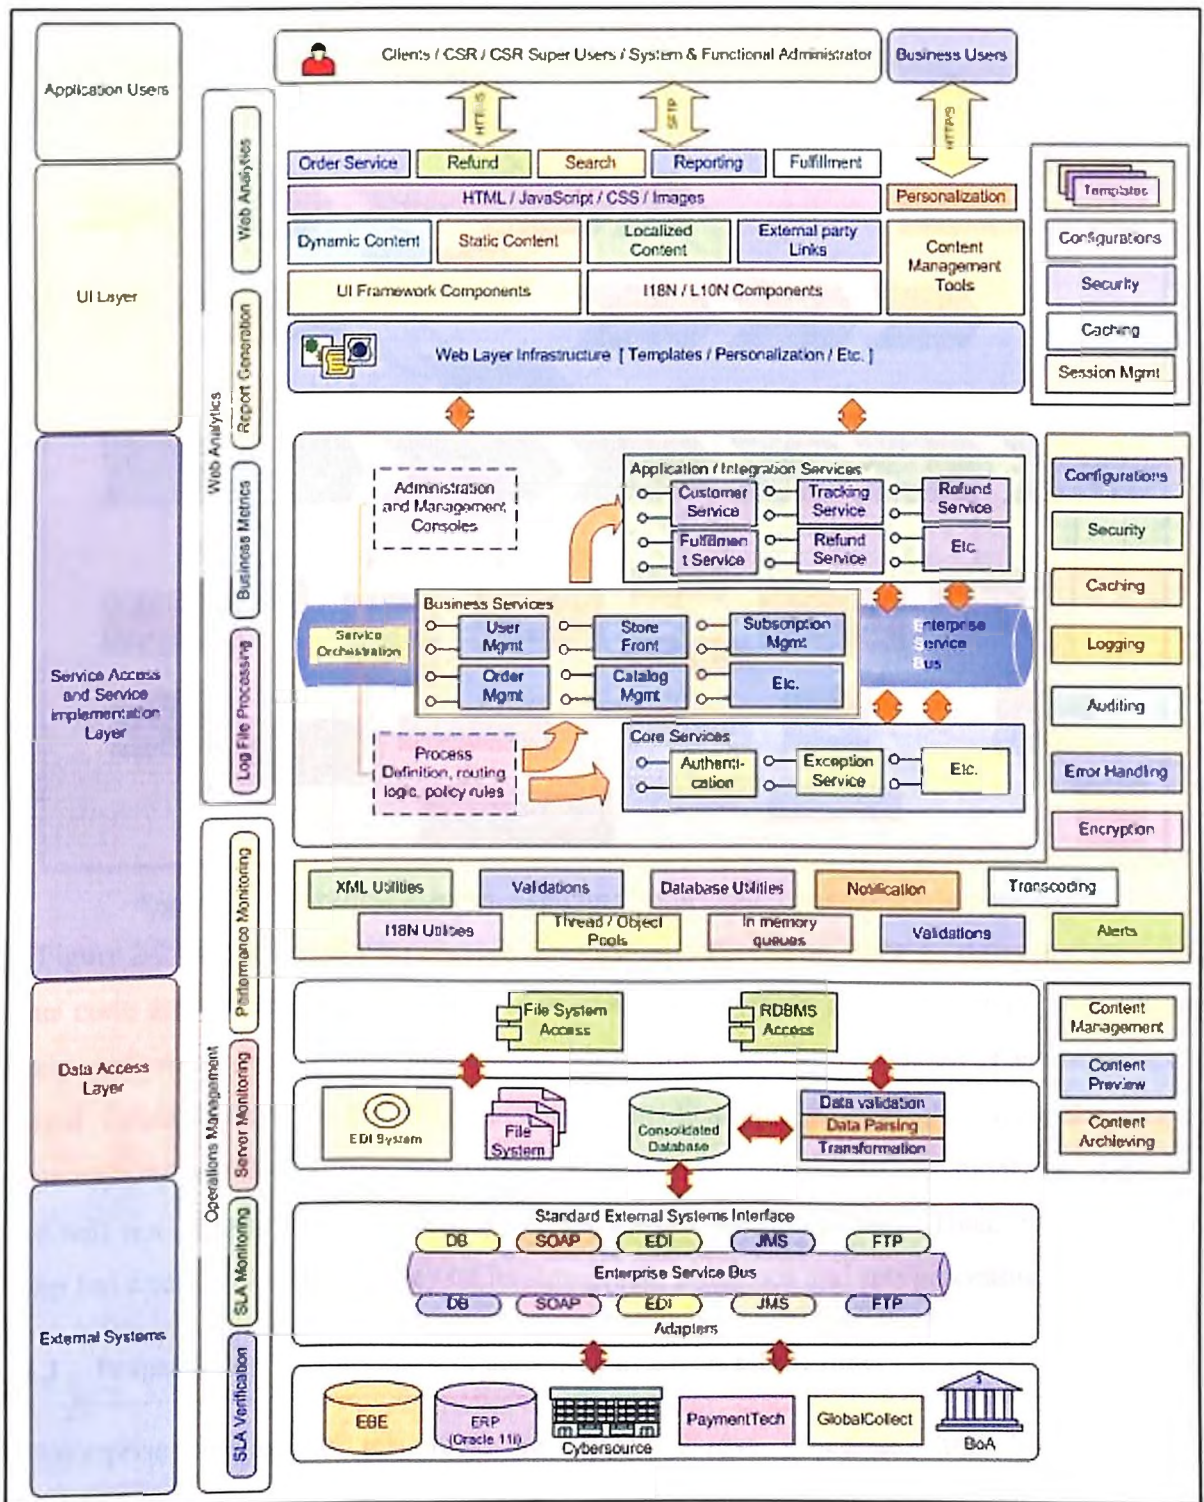 Application Users
UI Layer
Service Access
and Service
Implementation
Layer
Data Access
Layer
External Systems
Web Analytics
Web Analytics
Report Generation
Business Metrics
Log File Processing
Operations Management
Performance Monitoring
Server Monitoring
SLA Monitoring
SLA Verification
Clients / CSR / CSR Super Users / System & Functional Administrator
Business Users
HTTP/S
SFTP
HTTP/S
Order Service
Refund
Search
Reporting
Fulfillment
HTML / JavaScript / CSS / Images
Personalization
Dynamic Content
Static Content
Localized
Content
External party
Links
Content
Management
Tools
UI Framework Components
I18N / L10N Components
Web Layer Infrastructure [ Templates / Personalization / Etc. ]
Templates
Configurations
Security
Caching
Session Mgmt
Administration
and Management
Consoles
Application / Integration Services
Customer
Service
Tracking
Service
Refund
Service
Fulfilmen
t Service
Refund
Service
Etc.
Service
Orchestration
Business Services
User
Mgmt
Store
Front
Subscription
Mgmt
Order
Mgmt
Catalog
Mgmt
Etc.
Enterprise
Service
Bus
Process
Definition, routing
logic, policy rules
Core Services
Authenti-
cation
Exception
Service
Etc.
Configurations
Security
Caching
Logging
Auditing
Error Handling
Encryption
XML Utilities
Validations
Database Utilities
Notification
Transcoding
I18N Utilities
Thread / Object
Pools
In memory
queues
Validations
Alerts
File System
Access
RDBMS
Access
EDI System
File
System
Consolidated
Database
Data validation
Data Parsing
Transformation
Content
Management
Content
Preview
Content
Archieving
Standard External Systems Interface
DB
SOAP
EDI
JMS
FTP
Enterprise Service Bus
DB
SOAP
EDI
JMS
FTP
Adapters
EBE
ERP
(Oracle 11i)
Cybersource
PaymentTech
GlobalCollect
BoA